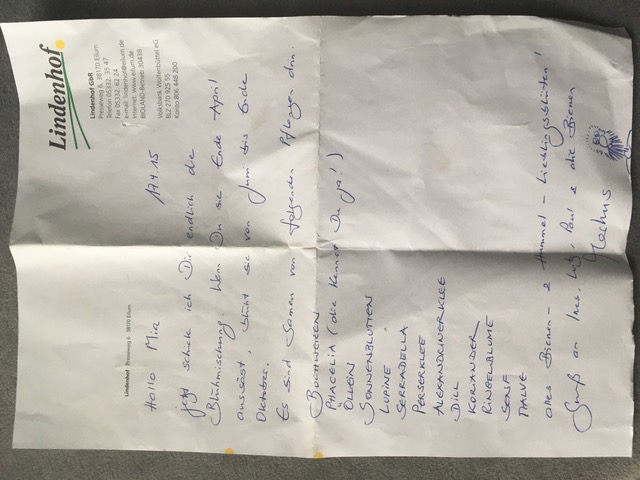 Lindenhof
Lindenhof GbR
Presseweg 6, 38170 Eilum
Telefon 05332. 35 47
Fax 05332. 62 24
e-mail: lindenhof@eilum.de
Internet: www.eilum.de
BIOLAND-Betrieb 30438
Volksbank Wolfenbüttel eG
BLZ 270 925 55
Konto 806 448 200
Lindenhof Presseweg 6 · 38170 Eilum
Hallo Mia 17.4.15
jetzt schick ich Dir endlich die
Blühmischung. Wenn Du sie Ende April
aussäst, blüht sie von Juni bis Ende
Oktober.
Es sind Samen von folgenden Pflanzen drin:
BUCHWEIZEN
PHACELIA (die kennst Du ja!)
ÖLLEIN
SONNENBLUMEN
LUPINE
SERRADELLA
PERSERKLEE
ALEXANDRINERKLEE
DILL
KORIANDER
RINGELBLUME
SENF
MALVE
alles Bienen- & Hummel-Lieblingsblüten!
Gruß an Ines, Lutz, Paul & die Bienen